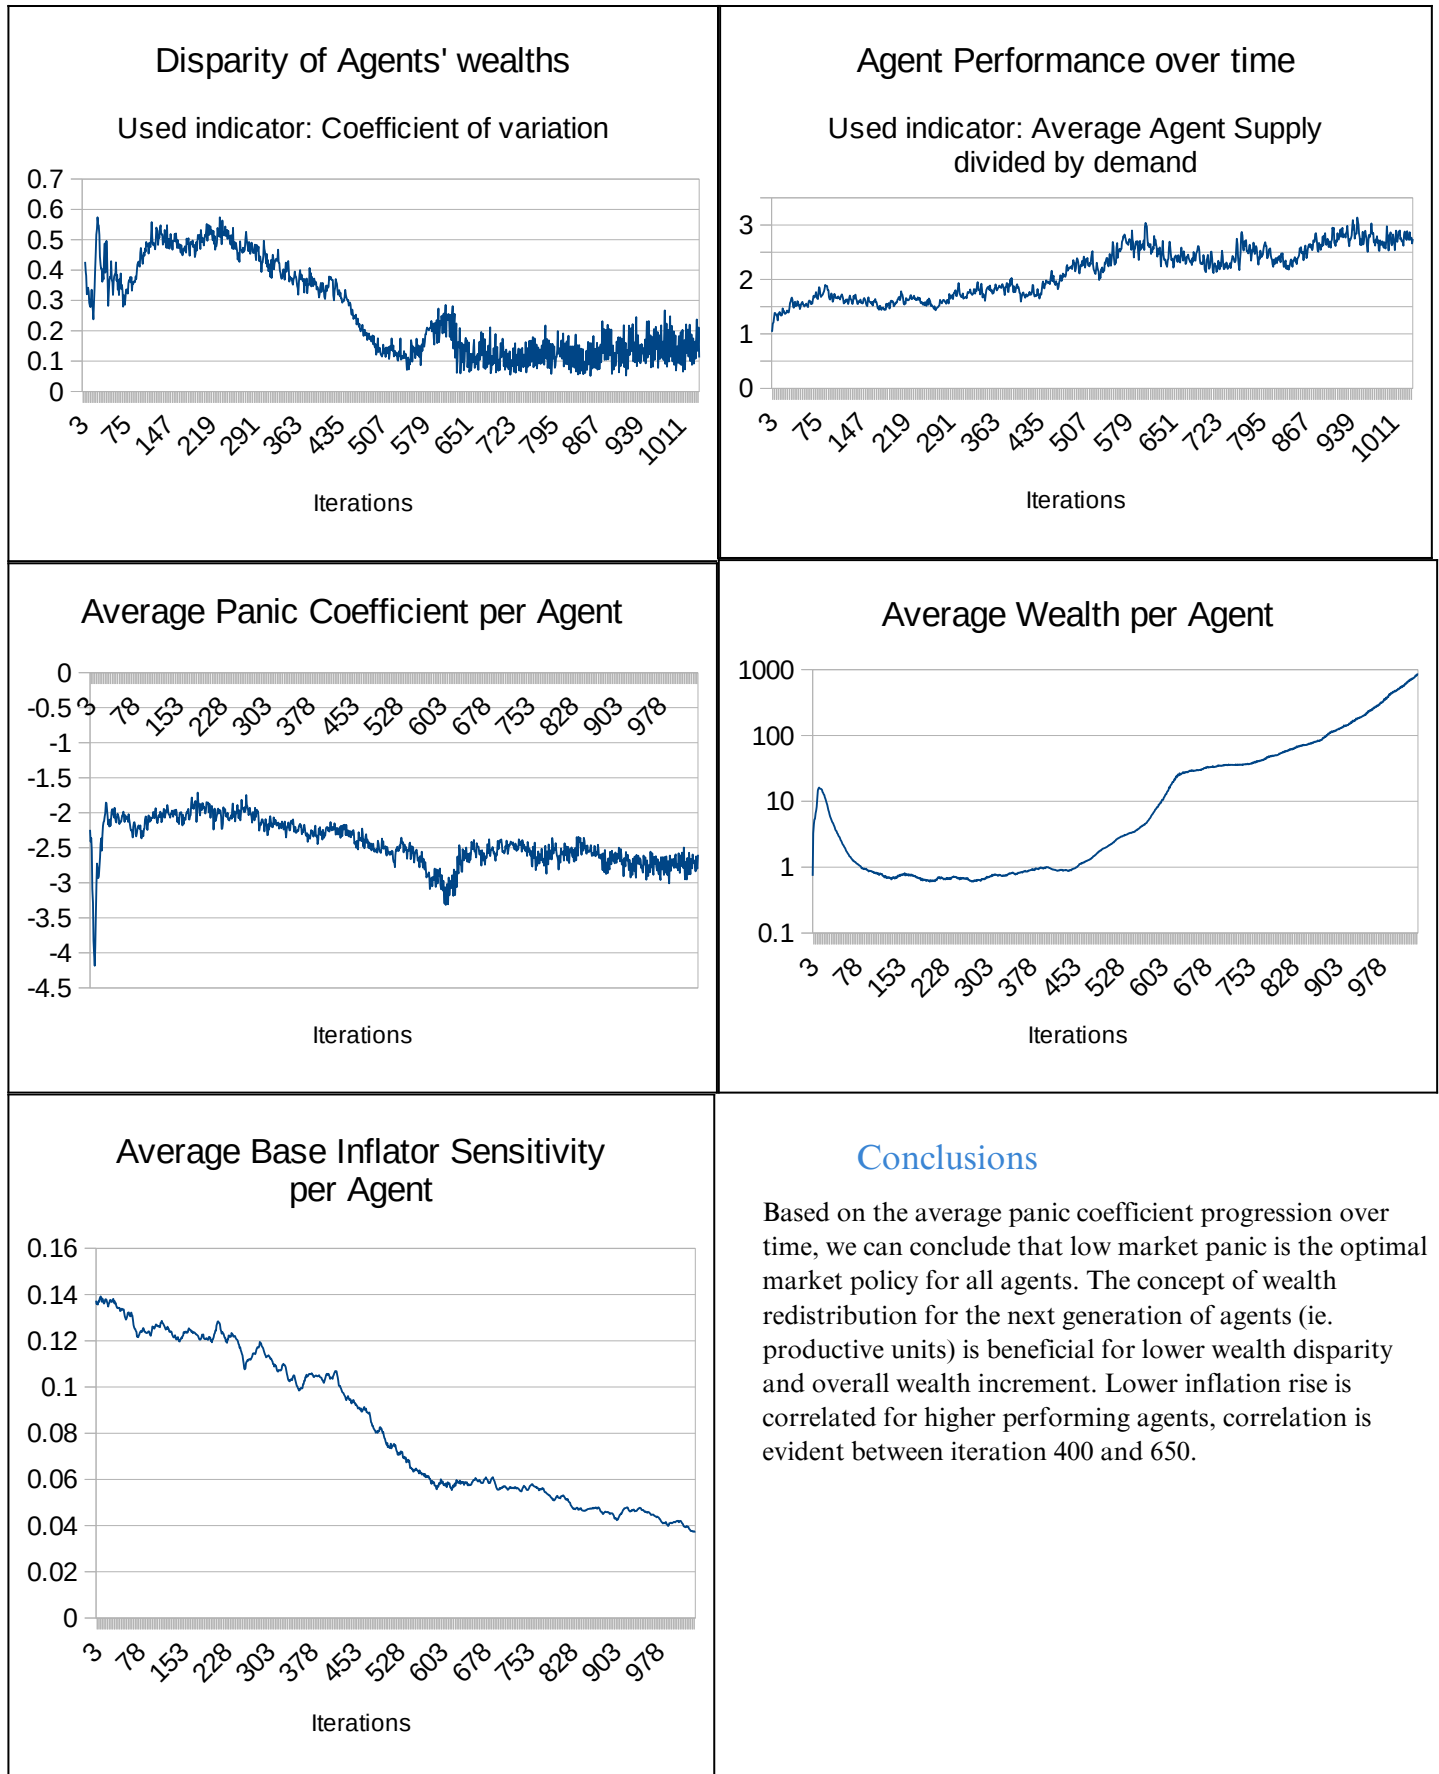 Disparity of Agents' wealths
Used indicator: Coefficient of variation
0.7
0.6
0.5
0.4
0.3
0.2
0.1
0
3 75 147 219 291 363 435 507 579 651 723 795 867 939 1011
Iterations
Agent Performance over time
Used indicator: Average Agent Supply
divided by demand
3
2
1
0
3 75 147 219 291 363 435 507 579 651 723 795 867 939 1011
Iterations
Average Panic Coefficient per Agent
0
-0.5
-1
-1.5
-2
-2.5
-3
-3.5
-4
-4.5
3 78 153 228 303 378 453 528 603 678 753 828 903 978
Iterations
Average Wealth per Agent
1000
100
10
1
0.1
3 78 153 228 303 378 453 528 603 678 753 828 903 978
Iterations
Average Base Inflator Sensitivity
per Agent
0.16
0.14
0.12
0.1
0.08
0.06
0.04
0.02
0
3 78 153 228 303 378 453 528 603 678 753 828 903 978
Iterations
Conclusions
Based on the average panic coefficient progression over
time, we can conclude that low market panic is the optimal
market policy for all agents. The concept of wealth
redistribution for the next generation of agents (ie.
productive units) is beneficial for lower wealth disparity
and overall wealth increment. Lower inflation rise is
correlated for higher performing agents, correlation is
evident between iteration 400 and 650.